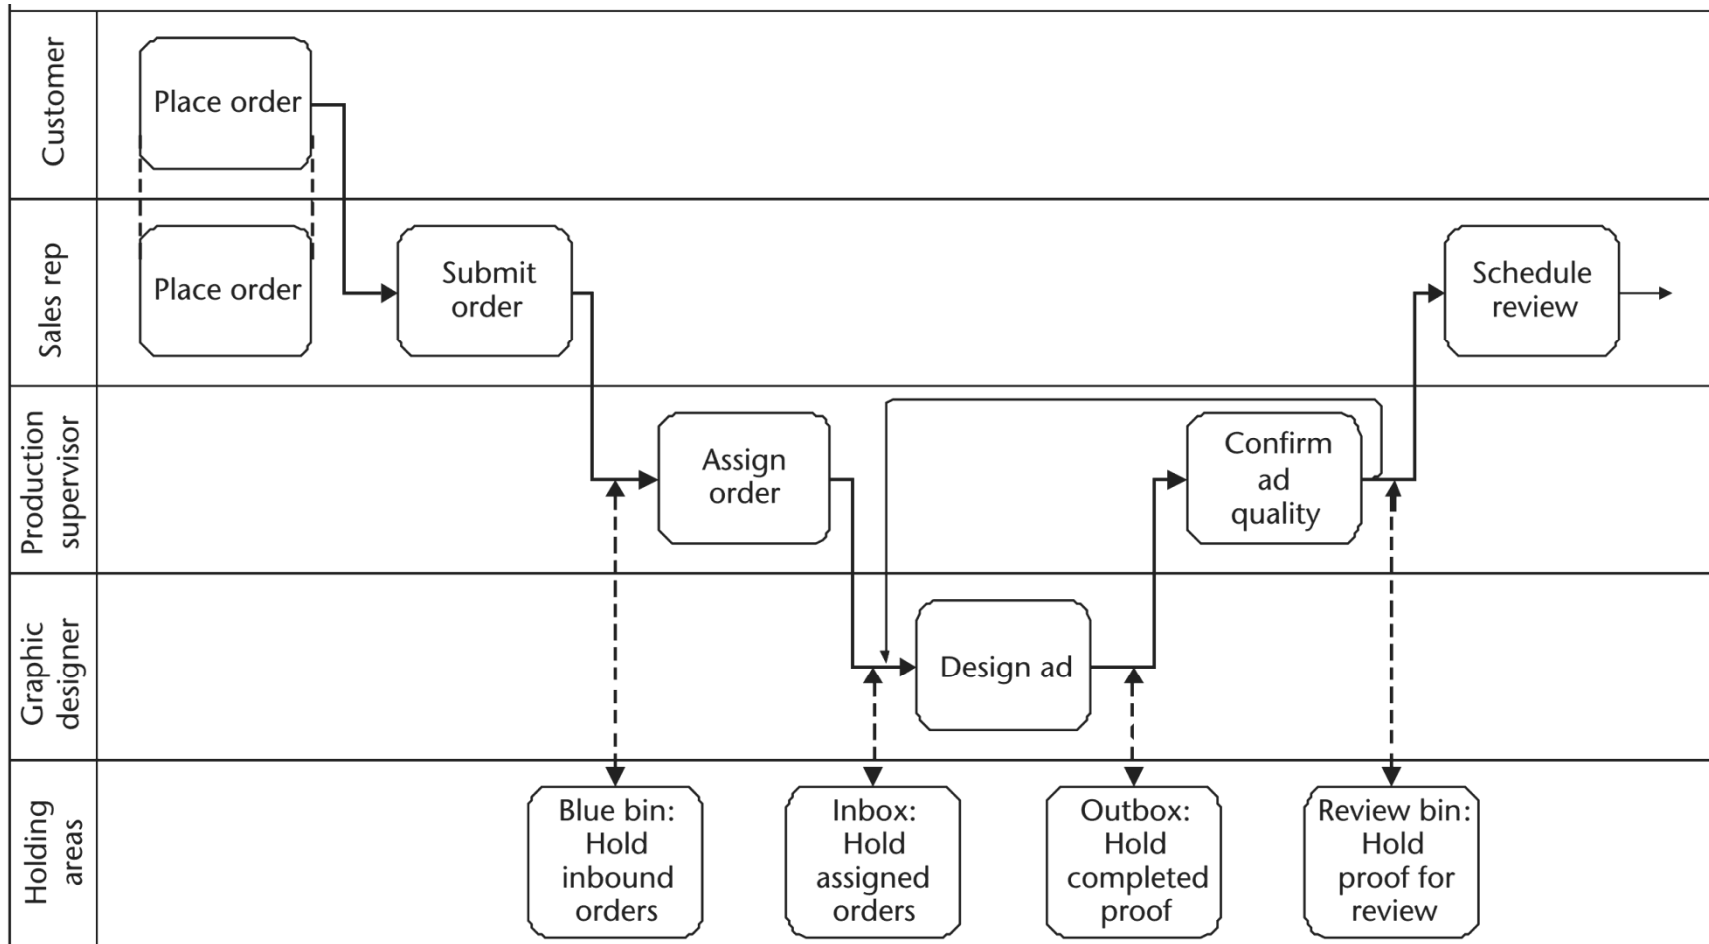 Customer
Place order
Sales rep
Place order
Submit
order
Schedule
review
Production
supervisor
Assign
order
Confirm
ad
quality
Graphic
designer
Design ad
Holding
areas
Blue bin:
Hold
inbound
orders
Inbox:
Hold
assigned
orders
Outbox:
Hold
completed
proof
Review bin:
Hold
proof for
review